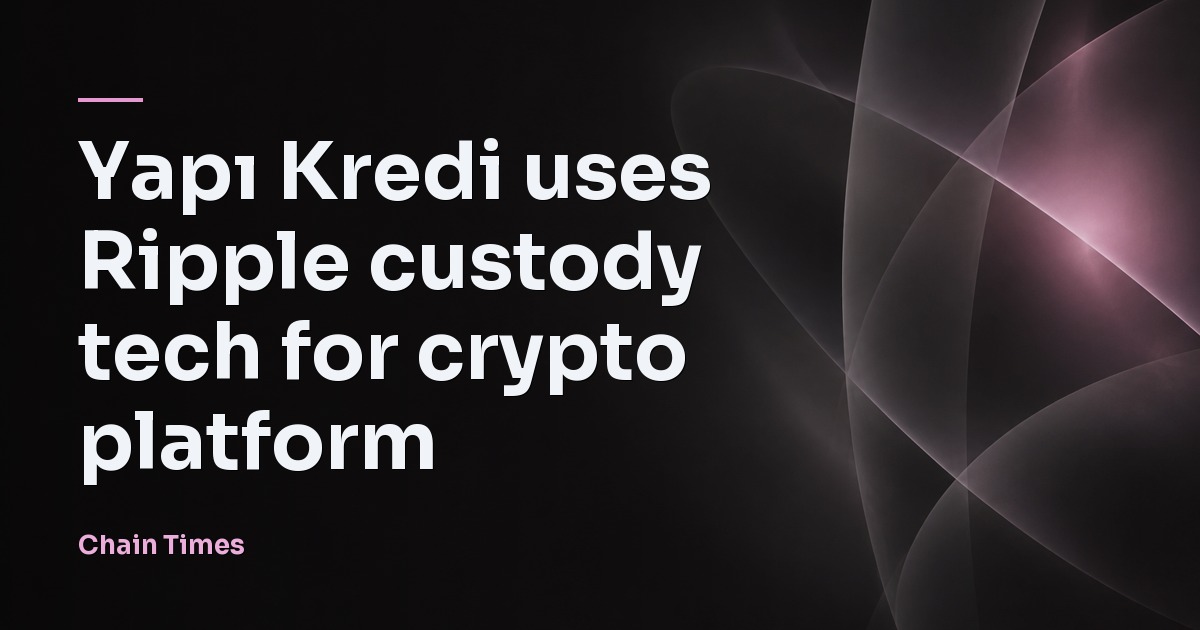 Yapı Kredi uses
Ripple custody
tech for crypto
platform
Chain Times